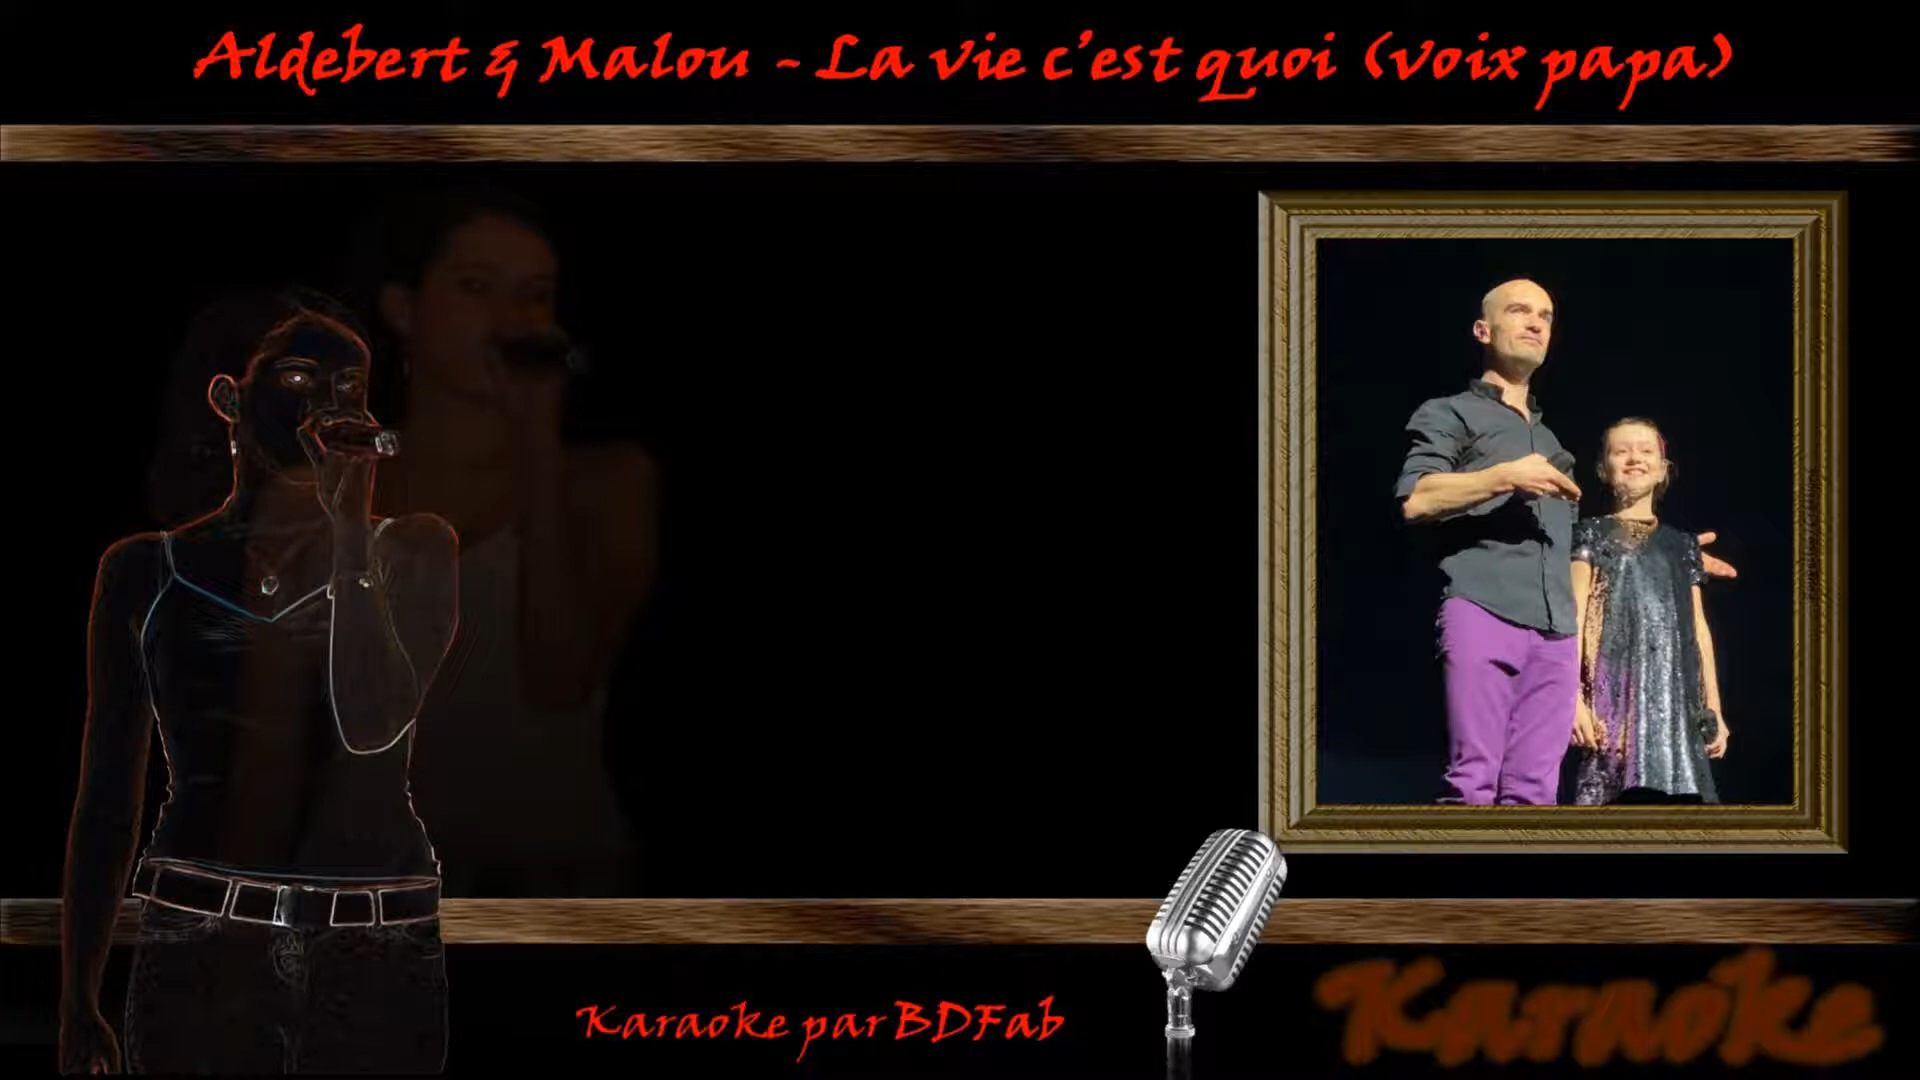 Aldebert & Malou - La vie c'est quoi (voix papa)
Karaoke par BDFab
Karaoke